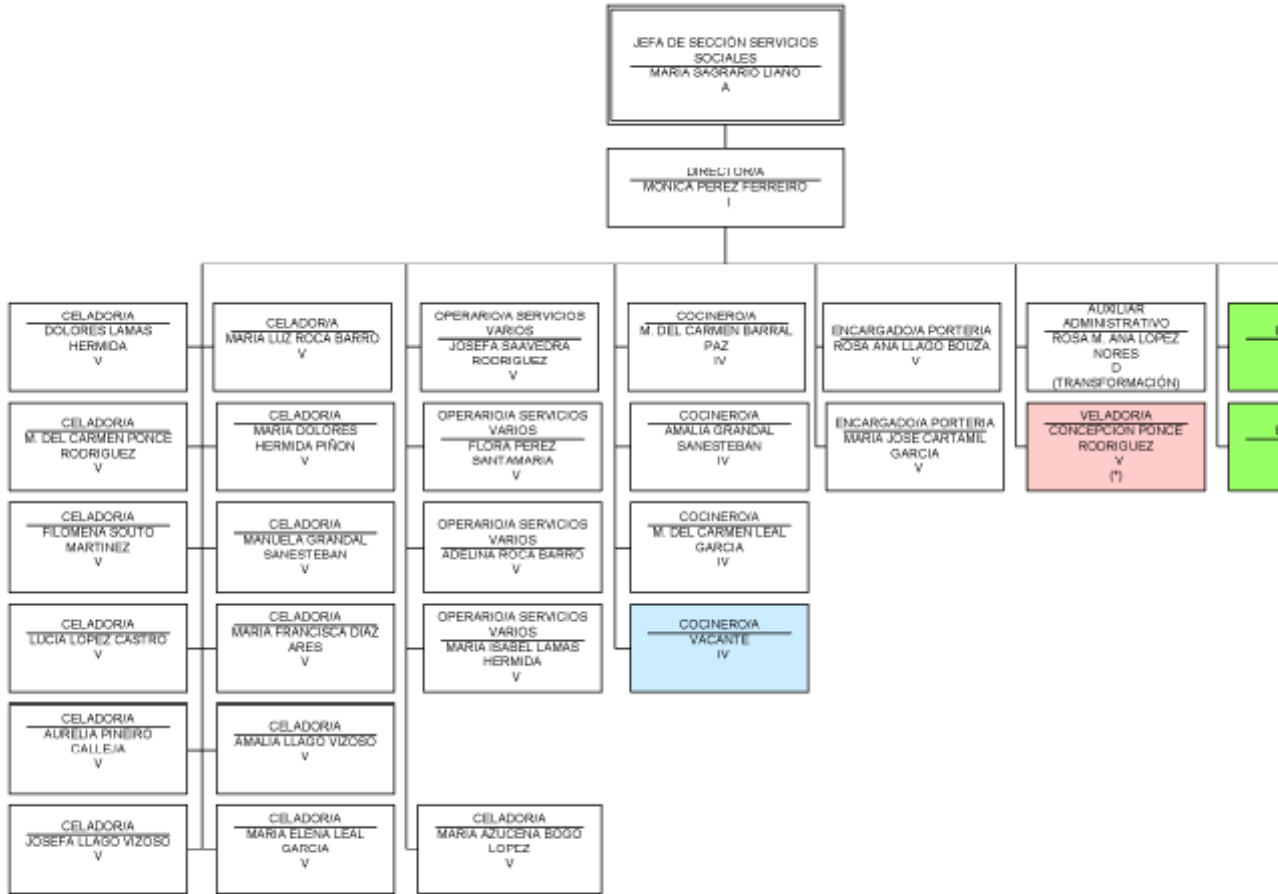 JEFA DE SECCIÓN SERVICIOS
SOCIALES
MARIA SAGRARIO LIAÑO
A
DIRECTOR/A
MONICA PEREZ FERREIRO
I
CELADOR/A
DOLORES LAMAS
HERMIDA
V
CELADOR/A
MARIA LUZ ROCA BARRO
V
OPERARIO/A SERVICIOS
VARIOS
JOSEFA SAAVEDRA
RODRIGUEZ
V
COCINERO/A
M. DEL CARMEN BARRAL
PAZ
IV
ENCARGADO/A PORTERIA
ROSA ANA LLAGO BOUZA
V
AUXILIAR
ADMINISTRATIVO
ROSA M. ANA LOPEZ
NORES
D
(TRANSFORMACIÓN)
CELADOR/A
M. DEL CARMEN PONCE
RODRIGUEZ
V
CELADOR/A
MARIA DOLORES
HERMIDA PIÑON
V
OPERARIO/A SERVICIOS
VARIOS
FLORA PEREZ
SANTAMARIA
V
COCINERO/A
AMALIA GRANDAL
SANESTEBAN
IV
ENCARGADO/A PORTERIA
MARIA JOSE CARTAMIL
GARCIA
V
VELADOR/A
CONCEPCION PONCE
RODRIGUEZ
V
(*)
CELADOR/A
FILOMENA SOUTO
MARTINEZ
V
CELADOR/A
MANUELA GRANDAL
SANESTEBAN
V
OPERARIO/A SERVICIOS
VARIOS
ADELINA ROCA BARRO
V
COCINERO/A
M. DEL CARMEN LEAL
GARCIA
IV
CELADOR/A
LUCIA LOPEZ CASTRO
V
CELADOR/A
MARIA FRANCISCA DIAZ
ARES
V
OPERARIO/A SERVICIOS
VARIOS
MARIA ISABEL LAMAS
HERMIDA
V
COCINERO/A
VACANTE
IV
CELADOR/A
AURELIA PIÑEIRO
CALLEJA
V
CELADOR/A
AMALIA LLAGO VIZOSO
V
CELADOR/A
JOSEFA LLAGO VIZOSO
V
CELADOR/A
MARIA ELENA LEAL
GARCIA
V
CELADOR/A
MARIA AZUCENA BOGO
LOPEZ
V